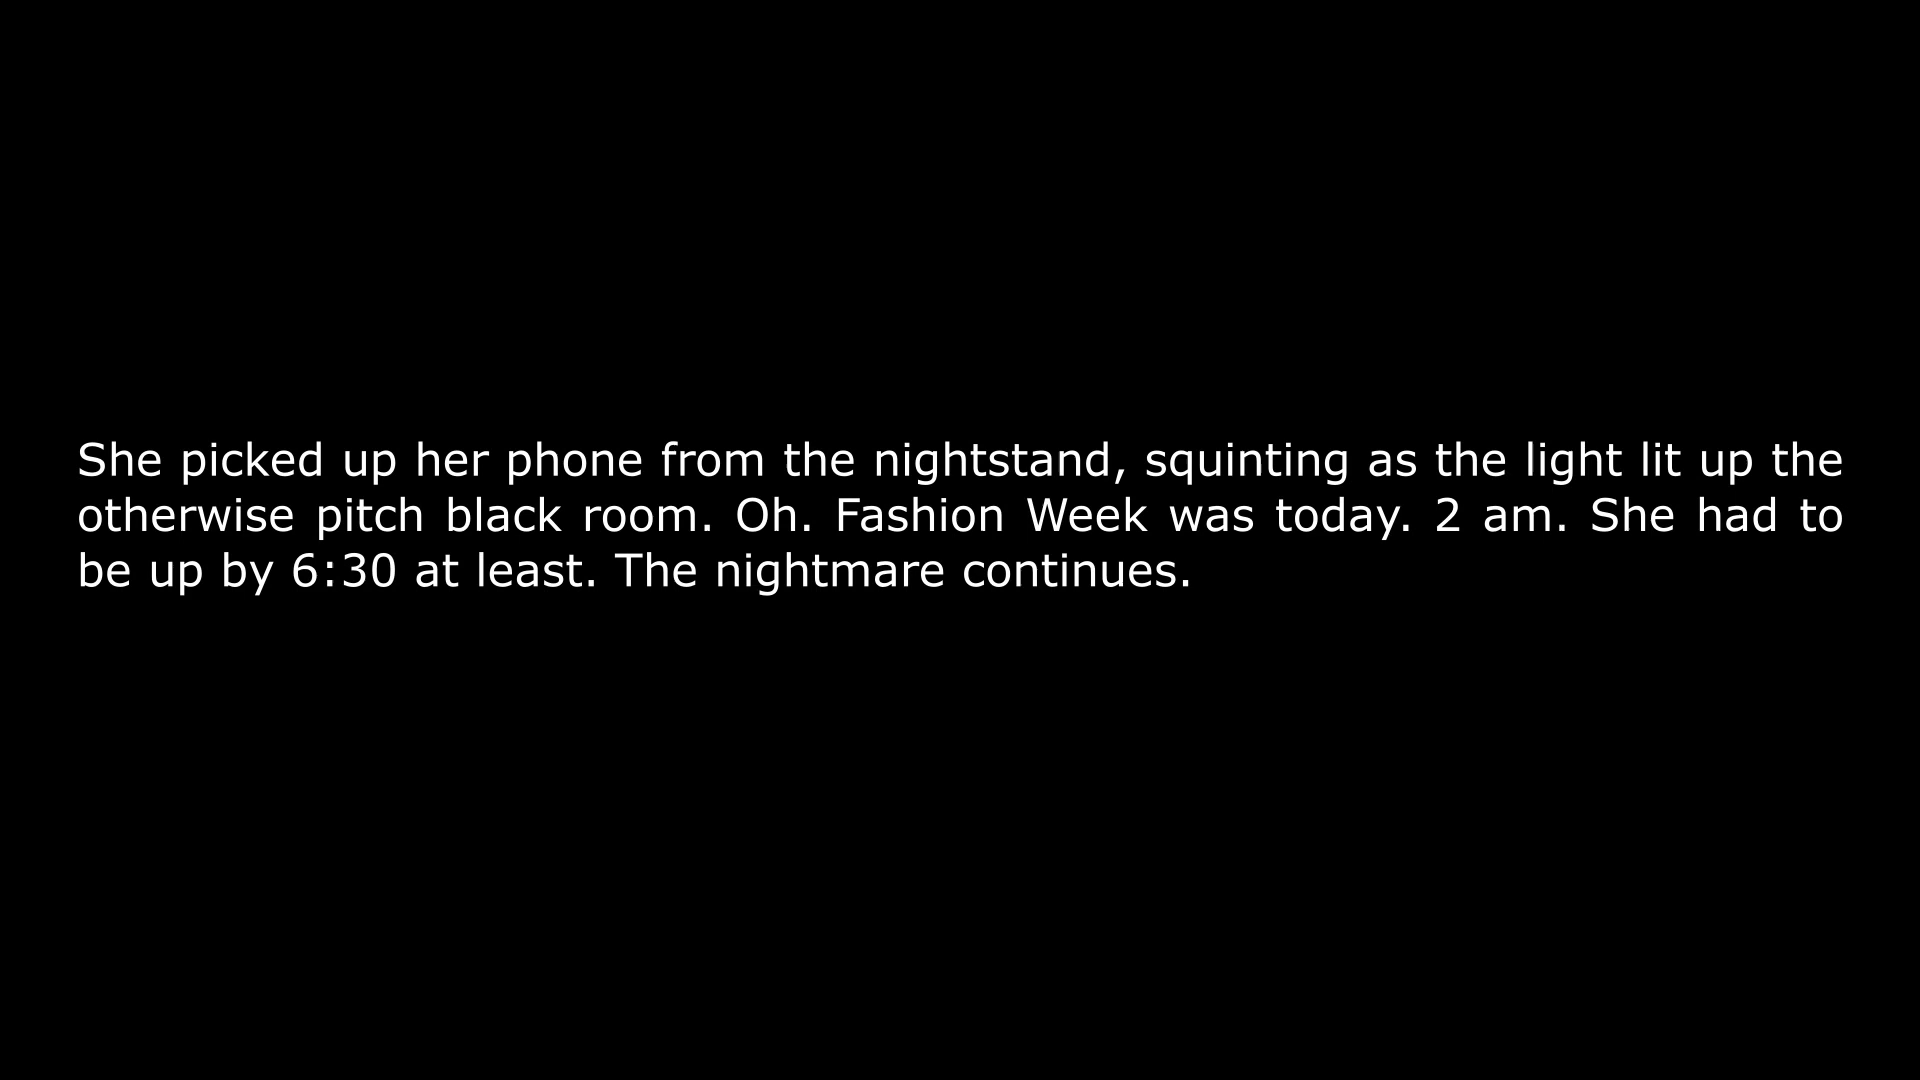 She picked up her phone from the nightstand, squinting as the light lit up the
otherwise pitch black room. Oh. Fashion Week was today. 2 am. She had to
be up by 6:30 at least. The nightmare continues.